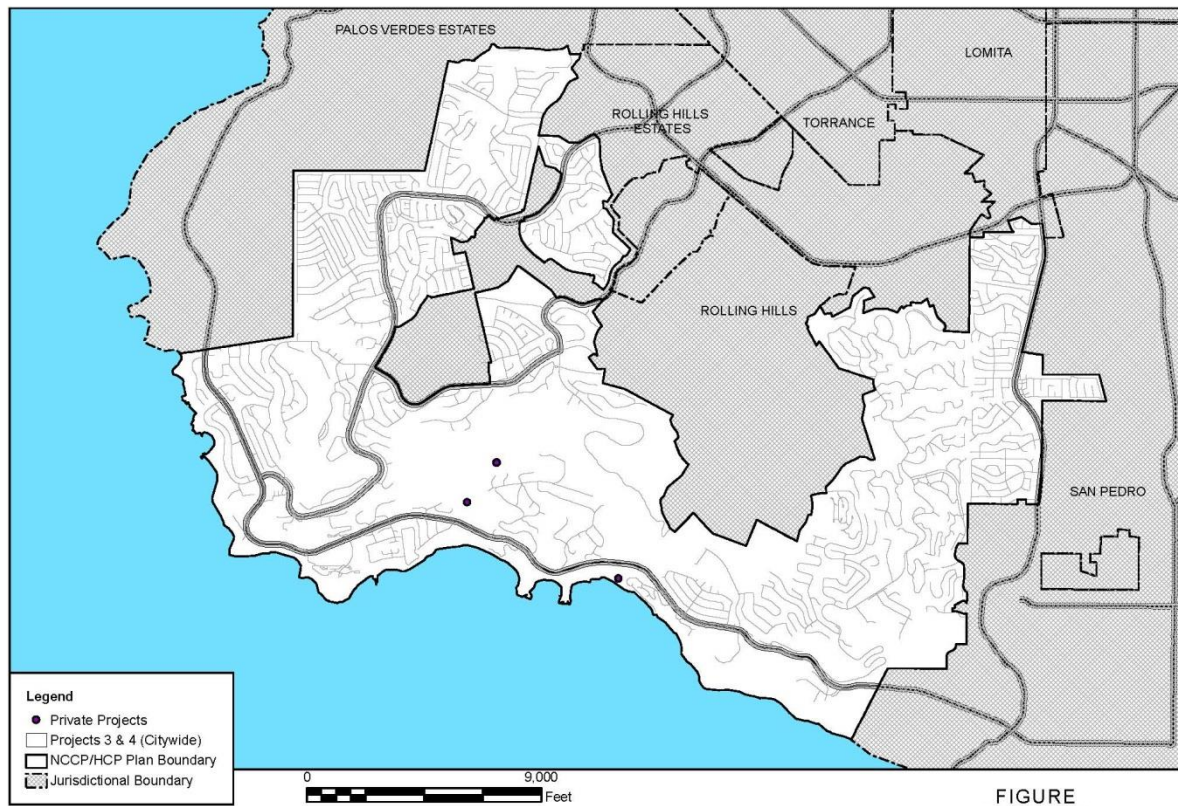 PALOS VERDES ESTATES
LOMITA
ROLLING HILLS
ESTATES
TORRANCE
ROLLING HILLS
SAN PEDRO
Legend
Private Projects
Projects 3 & 4 (Citywide)
NCCP/HCP Plan Boundary
Jurisdictional Boundary
0
9,000
Feet
FIGURE